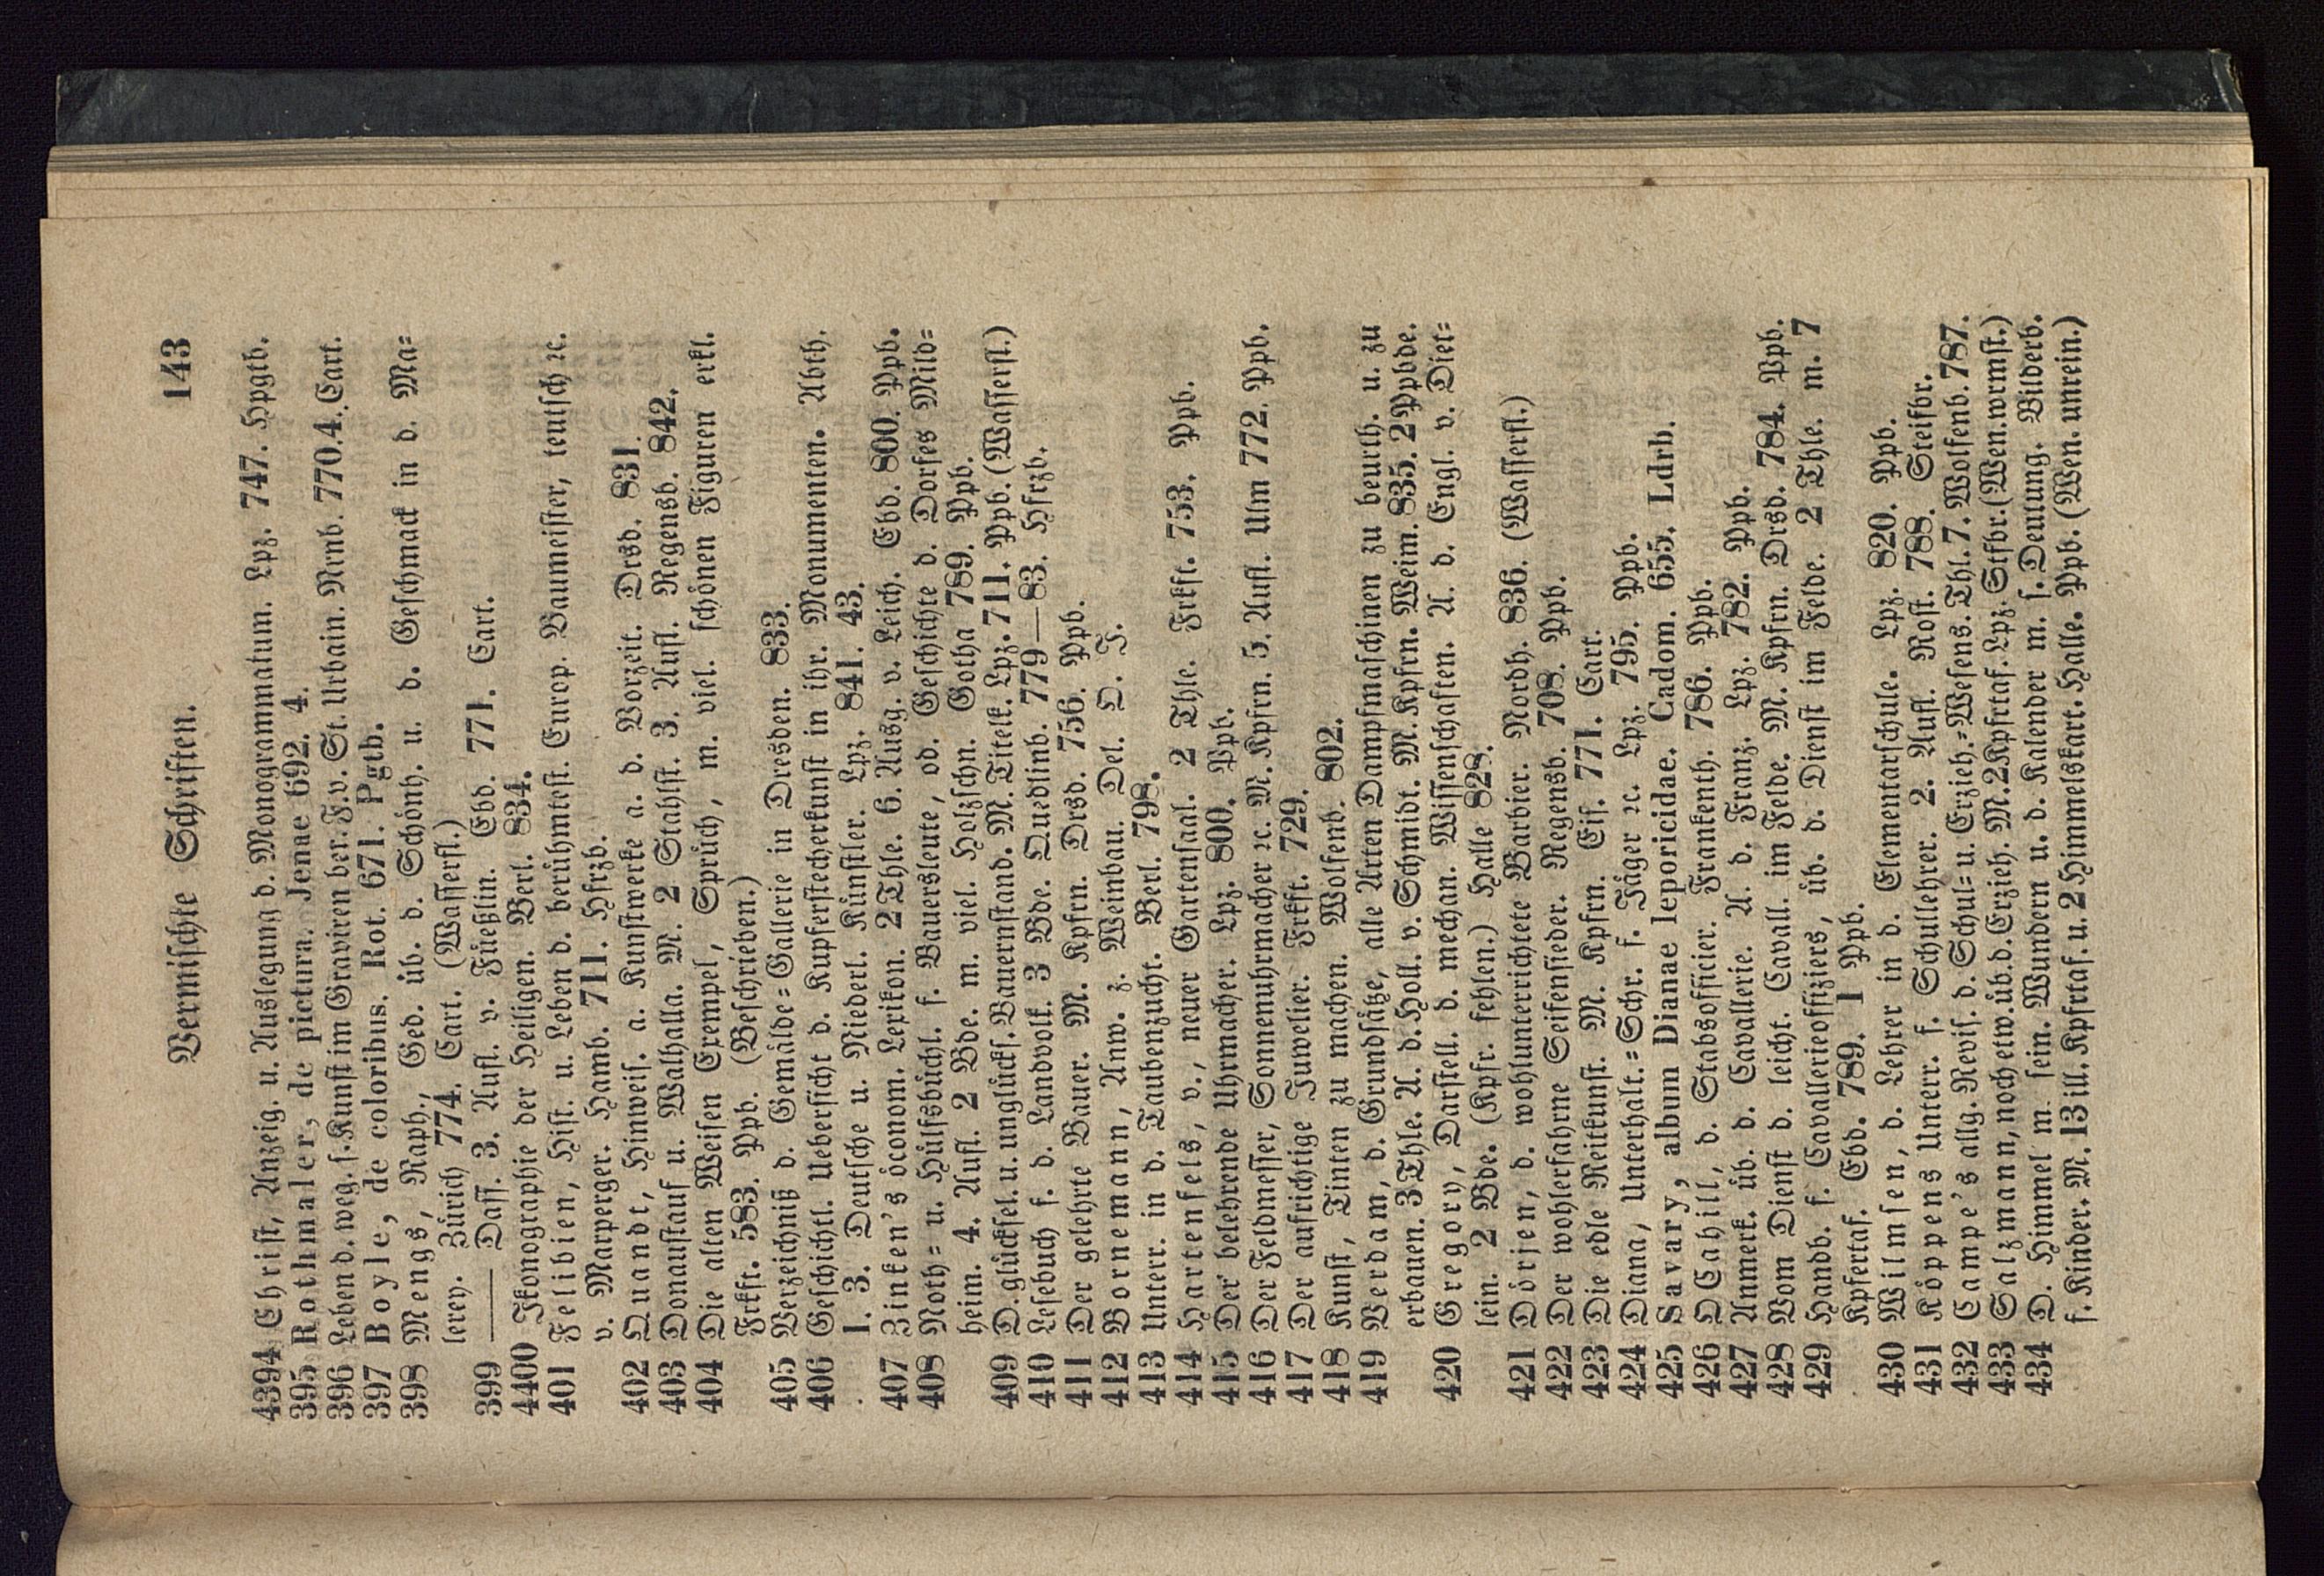 Vermischte Schriften. 143
4394 Christ, Anzeig. u. Auslegung d. Monogrammatum. Lpz. 747. Hpgtb.
395 Rothmaler, de pictura. Jenae 692. 4.
396 Leben d. weg. s. Kunst im Graviren ber. F. v. St. Urbain. Nrnb. 770. 4. Cart.
397 Boyle, de coloribus. Rot. 671. Pgtb.
398 Mengs, Raph., Ged. üb. d. Schönh. u. d. Geschmack in d. Ma=
lerey. Zürich 774. Cart. (Wasserfl.)
399 —— Dass. 3. Aufl. v. Füeßlin. Ebd. 771. Cart.
4400 Ikonographie der Heiligen. Berl. 834.
401 Felibien, Hist. u. Leben d. berühmtest. Europ. Baumeister, teutsch ꝛc.
v. Marperger. Hamb. 711. Hfrzb.
402 Quandt, Hinweis. a. Kunstwerke a. d. Vorzeit. Drsd. 831.
403 Donaustauf u. Walhalla. M. 2 Stahlst. 3. Aufl. Regensb. 842.
404 Die alten Weisen Exempel, Sprüch, m. viel. schönen Figuren erkl.
Frkft. 583. Ppb. (Beschrieben.)
405 Verzeichniß d. Gemälde=Gallerie in Dresden. 833.
406 Geschichtl. Uebersicht d. Kupferstecherkunst in ihr. Monumenten. Abth.
1. 3. Deutsche u. Niederl. Künstler. Lpz. 841. 43.
407 Zinken's öconom. Lexikon. 2 Thle. 6. Ausg. v. Leich. Ebd. 800. Ppb.
408 Noth= u. Hülfsbüchl. f. Bauersleute, od. Geschichte d. Dorfes Mild=
heim. 4. Aufl. 2 Bde. m. viel. Holzschn. Gotha 789. Ppb.
409 D. glücksel. u. unglücks. Bauernstand. M. Titelk. Lpz. 711. Ppb. (Wasserfl.)
410 Lesebuch f. d. Landvolk. 3 Bde. Quedlinb. 779—83. Hfrzb.
411 Der gelehrte Bauer. M. Kpfrn. Drsd. 756. Ppb.
412 Bornemann, Anw. z. Weinbau. Del. O. J.
413 Unterr. in d. Taubenzucht. Berl. 798.
414 Hartenfels, v., neuer Gartensaal. 2 Thle. Frkft. 753. Ppb.
415 Der belehrende Uhrmacher. Lpz. 800. Ppb.
416 Der Feldmesser, Sonnenuhrmacher ꝛc. M. Kpfrn. 5. Aufl. Ulm 772. Ppb.
417 Der aufrichtige Juwelier. Frkft. 729.
418 Kunst, Tinten zu machen. Wolfenb. 802.
419 Verdam, d. Grundsätze, alle Arten Dampfmaschinen zu beurth. u. zu
erbauen. 3 Thle. A. d. Holl. v. Schmidt. M. Kpfrn. Weim. 835. 2 Ppbde.
420 Gregory, Darstell. d. mechan. Wissenschaften. A. d. Engl. v. Diet=
lein. 2 Bde. (Kpfr. fehlen.) Halle 828.
421 Dörjen, d. wohlunterrichtete Barbier. Nordh. 836. (Wasserfl.)
422 Der wohlerfahrne Seifensieder. Regensb. 708. Ppb.
423 Die edle Reitkunst. M. Kpfrn. Eis. 771. Cart.
424 Diana, Unterhalt.=Schr. f. Jäger ꝛc. Lpz. 795. Ppb.
425 Savary, album Dianae leporicidae. Cadom. 655. Ldrb.
426 O Cahill, d. Stabsofficier. Frankenth. 786. Ppb.
427 Anmerk. üb. d. Cavallerie. A. d. Franz. Lpz. 782. Ppb.
428 Vom Dienst d. leicht. Cavall. im Felde. M. Kpfrn. Drsd. 784. Ppb.
429 Handb. f. Cavallerieoffiziers, üb. d. Dienst im Felde. 2 Thle. m. 7
Kpfertaf. Ebd. 789. 1 Ppb.
430 Wilmsen, d. Lehrer in d. Elementarschule. Lpz. 820. Ppb.
431 Köppens Unterr. f. Schullehrer. 2. Aufl. Rost. 788. Steifbr.
432 Campe's allg. Revis. d. Schul= u. Erzieh.=Wesens. Thl. 7. Wolfenb. 787.
433 Salzmann, noch etw. üb. d. Erzieh. M. 2 Kpfrtaf. Lpz. Stfbr. (Wen. wrmst.)
434 D. Himmel m. sein. Wundern u. d. Kalender m. s. Deutung. Bilderb.
f. Kinder. M. 13 ill. Kpfrtaf. u. 2 Himmelskart. Halle. Ppb. (Wen. unrein.)